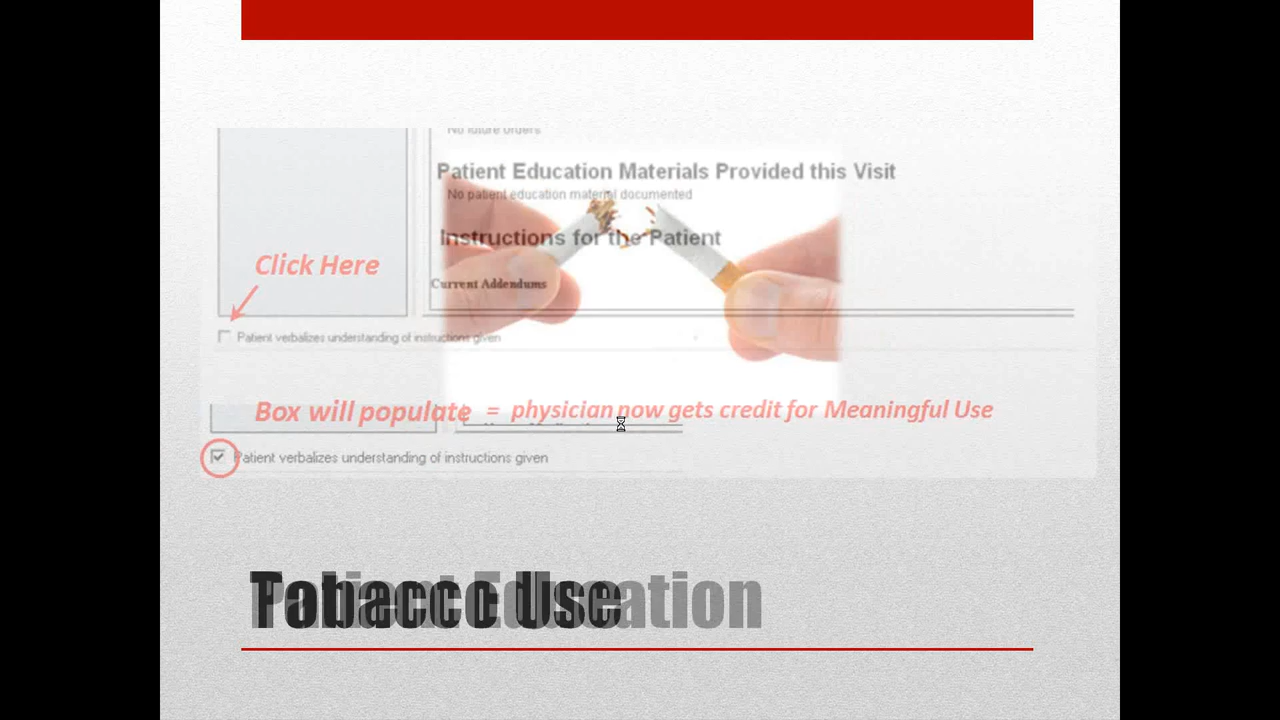 No future orders
Patient Education Materials Provided this Visit
No patient education material documented
Instructions for the Patient
Click Here
Current Addendums
Patient verbalizes understanding of instructions given
Box will populate = physician now gets credit for Meaningful Use
Patient verbalizes understanding of instructions given
Tobacco Use
Patient Education